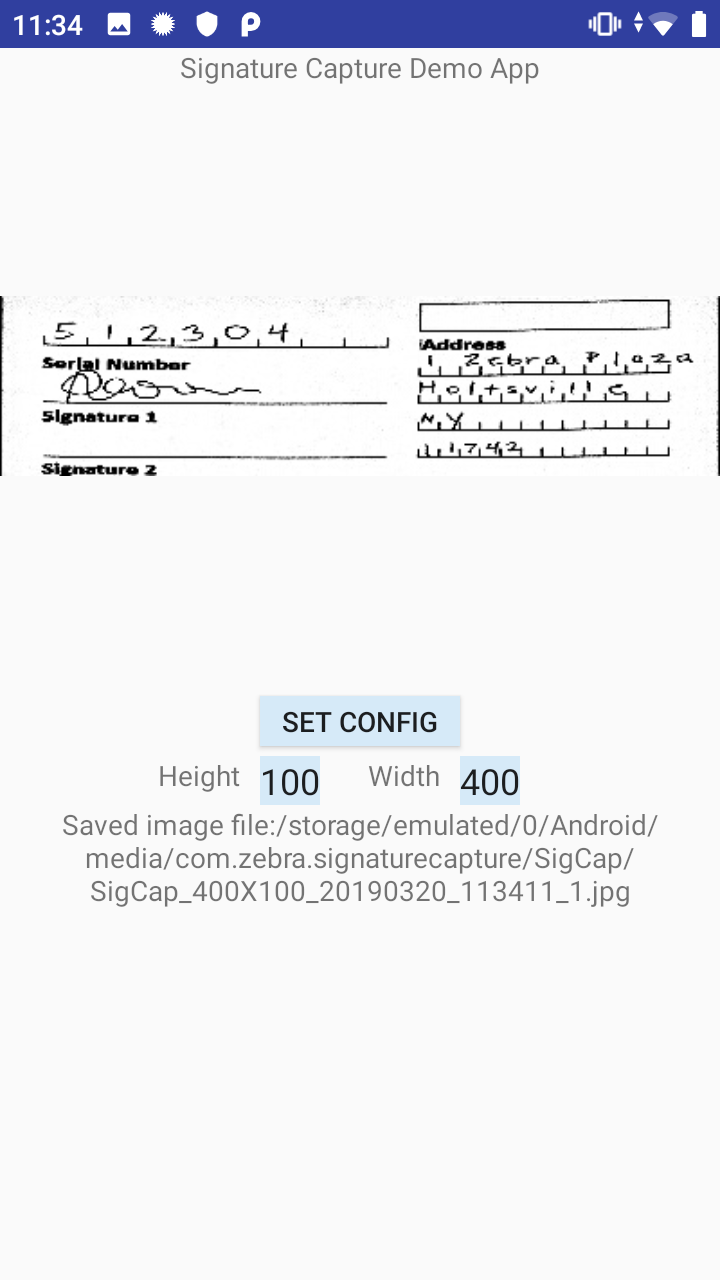 11:34
Signature Capture Demo App
5 1 2 3 0 4
Serial Number
Signature 1
Signature 2
Address
1 Zebra Plaza
Holtsville
NY
11742
SET CONFIG
Height 100 Width 400
Saved image file:/storage/emulated/0/Android/
media/com.zebra.signaturecapture/SigCap/
SigCap_400X100_20190320_113411_1.jpg